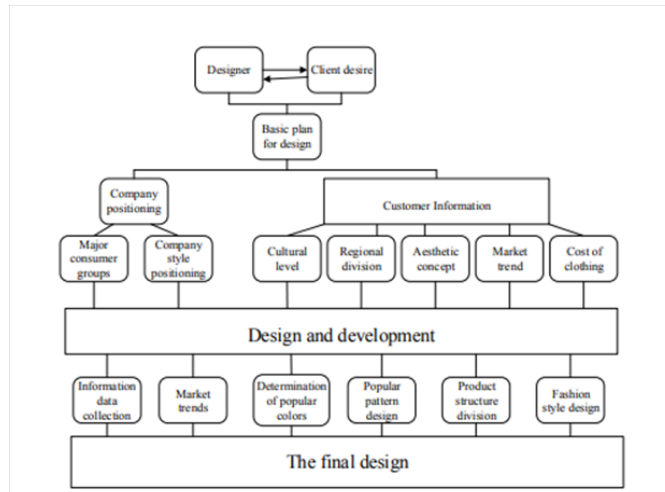 Designer
Client desire
Basic plan
for design
Company
positioning
Customer Information
Major
consumer
groups
Company
style
positioning
Cultural
level
Regional
division
Aesthetic
concept
Market
trend
Cost of
clothing
Design and development
Information
data
collection
Market
trends
Determination
of popular
colors
Popular
pattern
design
Product
structure
division
Fashion
style design
The final design